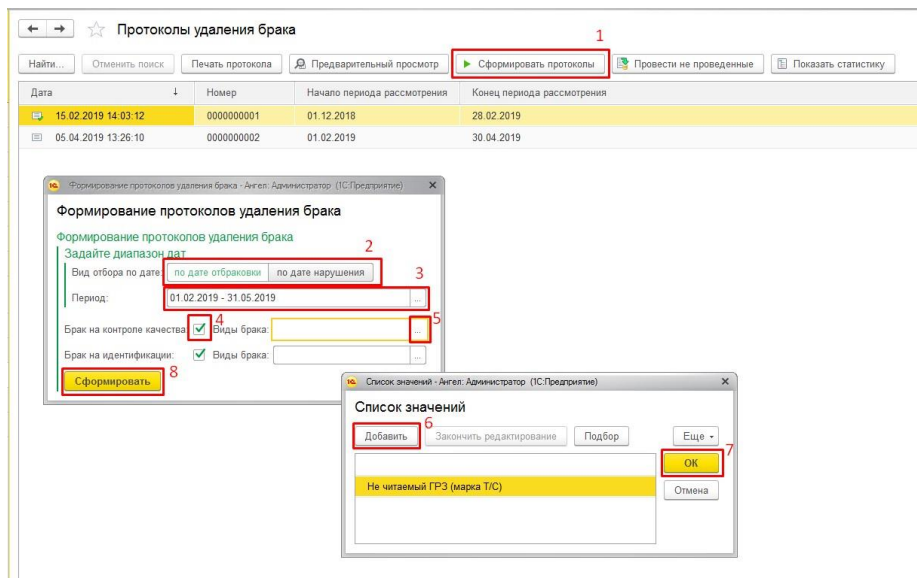 Протоколы удаления брака
1
Найти... Отменить поиск Печать протокола Предварительный просмотр Сформировать протоколы Провести не проведенные Показать статистику
Дата ↓ Номер Начало периода рассмотрения Конец периода рассмотрения
15.02.2019 14:03:12 0000000001 01.12.2018 28.02.2019
05.04.2019 13:26:10 0000000002 01.02.2019 30.04.2019
Формирование протоколов удаления брака - Ангел: Администратор (1С:Предприятие)
Формирование протоколов удаления брака
Формирование протоколов удаления брака
2
Задайте диапазон дат
Вид отбора по дате: по дате отбраковки по дате нарушения
3
Период: 01.02.2019 - 31.05.2019 ...
4 5
Брак на контроле качества: Виды брака: ...
Брак на идентификации: Виды брака: ...
Сформировать 8
1С Список значений - Ангел: Администратор (1С:Предприятие)
Список значений
6
Добавить Закончить редактирование Подбор Еще
7
ОК
Не читаемый ГРЗ (марка Т/С)
Отмена